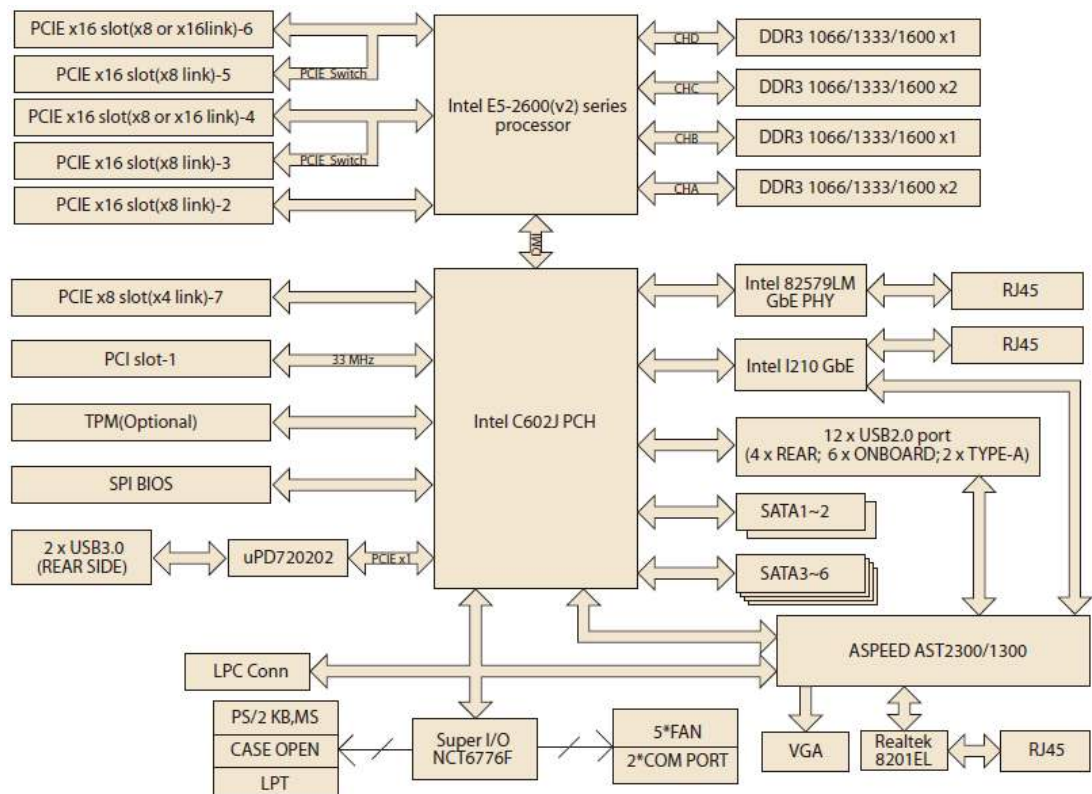 PCIE x16 slot(x8 or x16link)-6
PCIE x16 slot(x8 link)-5
PCIE Switch
PCIE x16 slot(x8 or x16 link)-4
PCIE x16 slot(x8 link)-3
PCIE Switch
PCIE x16 slot(x8 link)-2
Intel E5-2600(v2) series
processor
CHD
DDR3 1066/1333/1600 x1
CHC
DDR3 1066/1333/1600 x2
CHB
DDR3 1066/1333/1600 x1
CHA
DDR3 1066/1333/1600 x2
DMI
PCIE x8 slot(x4 link)-7
PCI slot-1
33 MHz
TPM(Optional)
SPI BIOS
2 x USB3.0
(REAR SIDE)
uPD720202
PCIE x1
Intel C602J PCH
Intel 82579LM
GbE PHY
RJ45
Intel I210 GbE
RJ45
12 x USB2.0 port
(4 x REAR; 6 x ONBOARD; 2 x TYPE-A)
SATA1~2
SATA3~6
ASPEED AST2300/1300
LPC Conn
PS/2 KB,MS
CASE OPEN
LPT
Super I/O
NCT6776F
5*FAN
2*COM PORT
VGA
Realtek
8201EL
RJ45